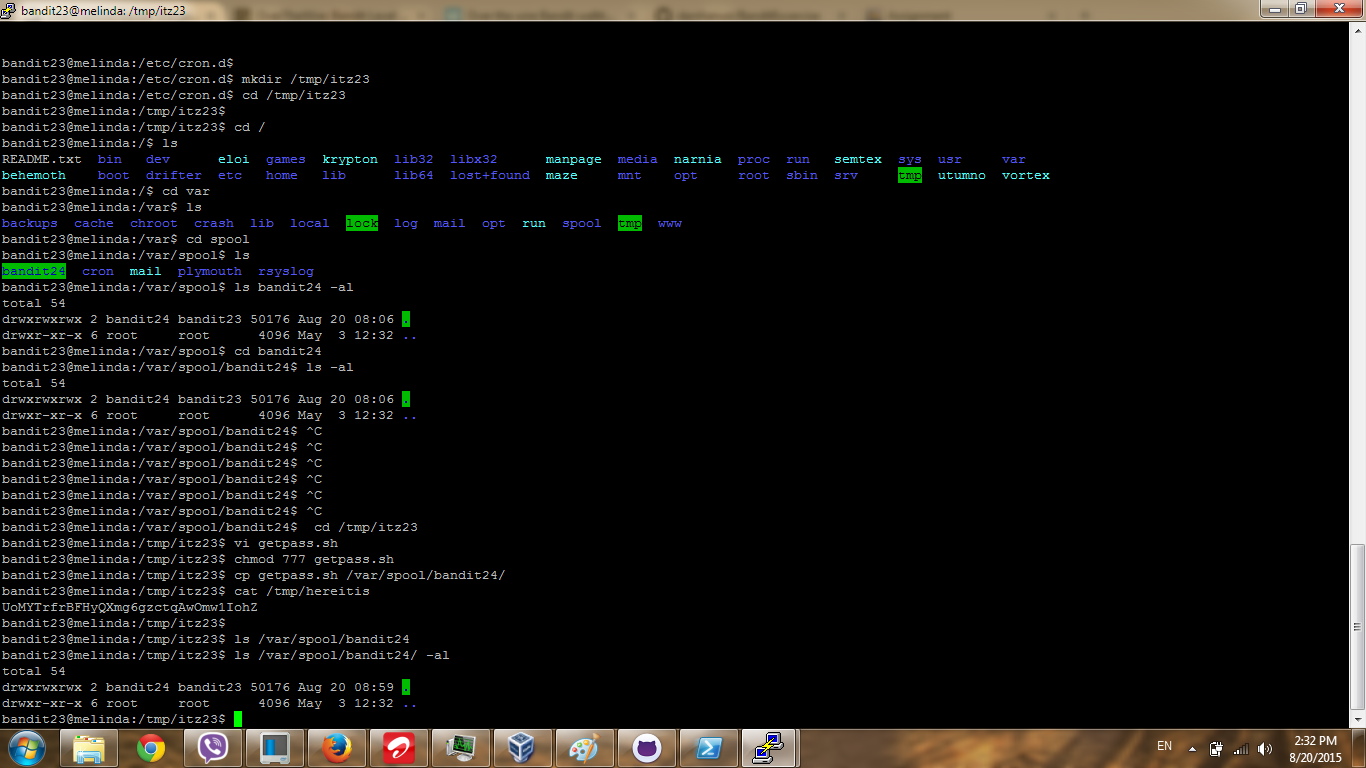 bandit23@melinda: /tmp/itz23
bandit23@melinda:/etc/cron.d$
bandit23@melinda:/etc/cron.d$ mkdir /tmp/itz23
bandit23@melinda:/etc/cron.d$ cd /tmp/itz23
bandit23@melinda:/tmp/itz23$
bandit23@melinda:/tmp/itz23$ cd /
bandit23@melinda:/$ ls
README.txt  bin   dev      eloi  games  krypton  lib32  libx32      manpage  media  narnia  proc  run   semtex  sys  usr     var
behemoth    boot  drifter  etc   home   lib      lib64  lost+found  maze     mnt    opt     root  sbin  srv     tmp  utumno  vortex
bandit23@melinda:/$ cd var
bandit23@melinda:/var$ ls
backups  cache  chroot  crash  lib  local  lock  log  mail  opt  run  spool  tmp  www
bandit23@melinda:/var$ cd spool
bandit23@melinda:/var/spool$ ls
bandit24  cron  mail  plymouth  rsyslog
bandit23@melinda:/var/spool$ ls bandit24 -al
total 54
drwxrwxrwx 2 bandit24 bandit23 50176 Aug 20 08:06 .
drwxr-xr-x 6 root     root      4096 May  3 12:32 ..
bandit23@melinda:/var/spool$ cd bandit24
bandit23@melinda:/var/spool/bandit24$ ls -al
total 54
drwxrwxrwx 2 bandit24 bandit23 50176 Aug 20 08:06 .
drwxr-xr-x 6 root     root      4096 May  3 12:32 ..
bandit23@melinda:/var/spool/bandit24$ ^C
bandit23@melinda:/var/spool/bandit24$ ^C
bandit23@melinda:/var/spool/bandit24$ ^C
bandit23@melinda:/var/spool/bandit24$ ^C
bandit23@melinda:/var/spool/bandit24$ ^C
bandit23@melinda:/var/spool/bandit24$ ^C
bandit23@melinda:/var/spool/bandit24$  cd /tmp/itz23
bandit23@melinda:/tmp/itz23$ vi getpass.sh
bandit23@melinda:/tmp/itz23$ chmod 777 getpass.sh
bandit23@melinda:/tmp/itz23$ cp getpass.sh /var/spool/bandit24/
bandit23@melinda:/tmp/itz23$ cat /tmp/hereitis
UoMYTrfrBFHyQXmg6gzctqAwOmw1IohZ
bandit23@melinda:/tmp/itz23$
bandit23@melinda:/tmp/itz23$ ls /var/spool/bandit24
bandit23@melinda:/tmp/itz23$ ls /var/spool/bandit24/ -al
total 54
drwxrwxrwx 2 bandit24 bandit23 50176 Aug 20 08:59 .
drwxr-xr-x 6 root     root      4096 May  3 12:32 ..
bandit23@melinda:/tmp/itz23$
EN
2:32 PM
8/20/2015